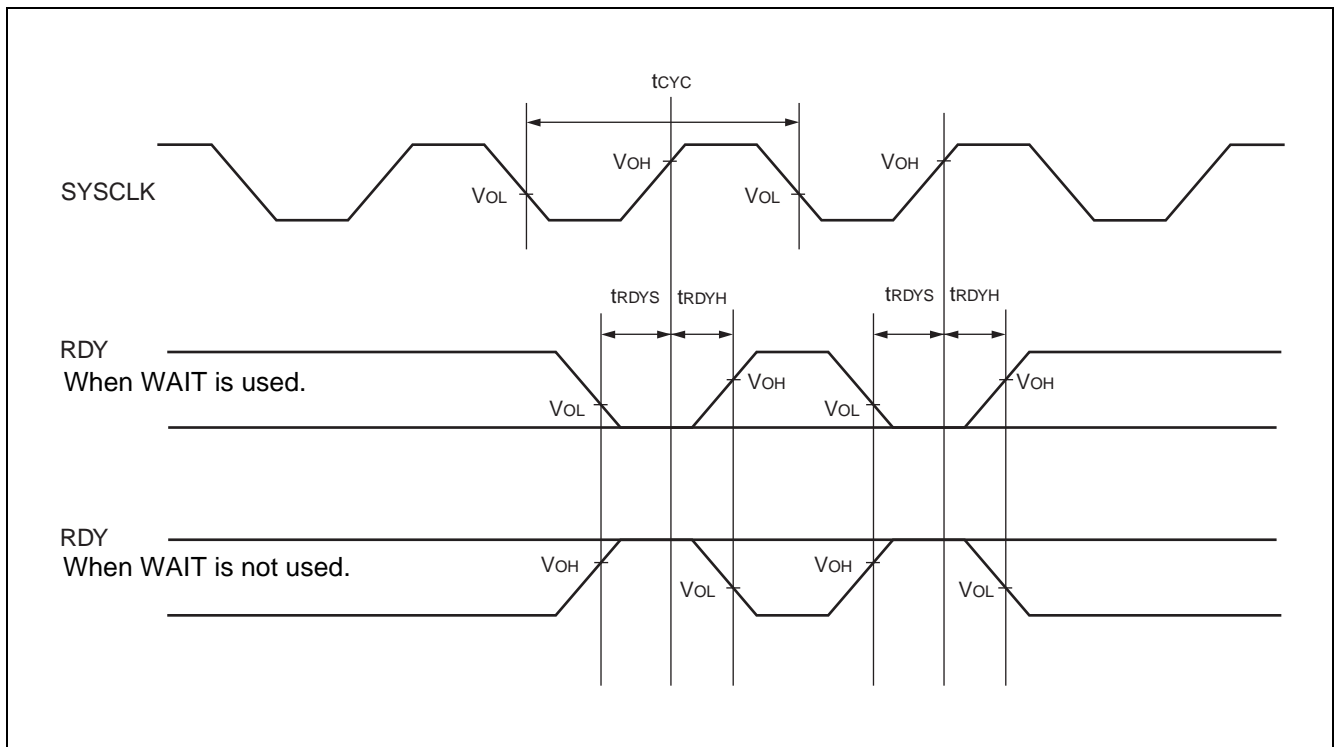 tCYC
VOH
VOH
SYSCLK
VOL
VOL
tRDYS
tRDYH
tRDYS
tRDYH
RDY
When WAIT is used.
VOH
VOH
VOL
VOL
RDY
When WAIT is not used.
VOH
VOH
VOL
VOL